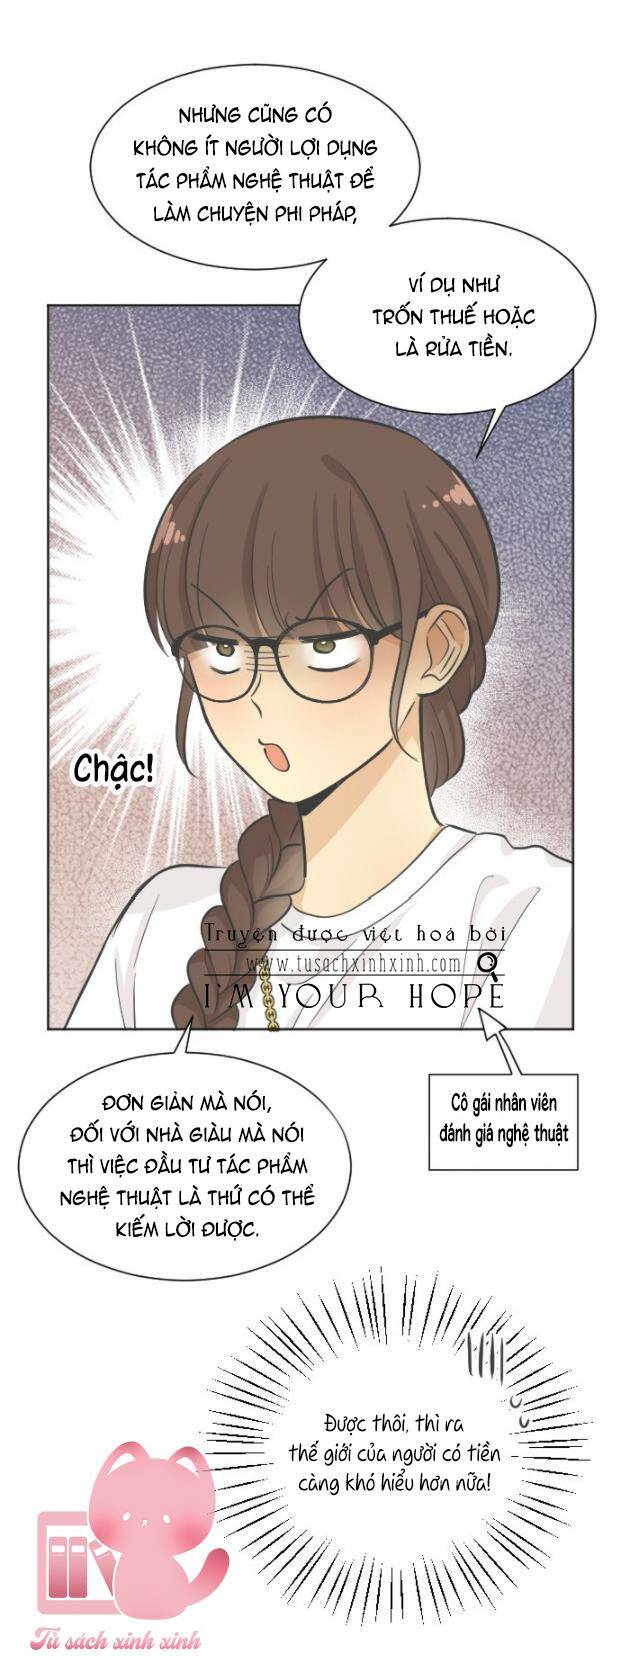 NHƯNG CŨNG CÓ
KHÔNG ÍT NGƯỜI LỢI DỤNG
TÁC PHẨM NGHỆ THUẬT ĐỂ
LÀM CHUYỆN PHI PHÁP,
VÍ DỤ NHƯ
TRỐN THUẾ HOẶC
LÀ RỬA TIỀN.
Chậc!
Truyện được việt hoá bởi
www.tusachxinhxinh.com
I'M YOUR HOPE
Cô gái nhân viên
đánh giá nghệ thuật
ĐƠN GIẢN MÀ NÓI,
ĐỐI VỚI NHÀ GIÀU MÀ NÓI
THÌ VIỆC ĐẦU TƯ TÁC PHẨM
NGHỆ THUẬT LÀ THỨ CÓ THỂ
KIẾM LỜI ĐƯỢC.
Được thôi, thì ra
thế giới của người có tiền
càng khó hiểu hơn nữa!
Tủ sách xinh xinh